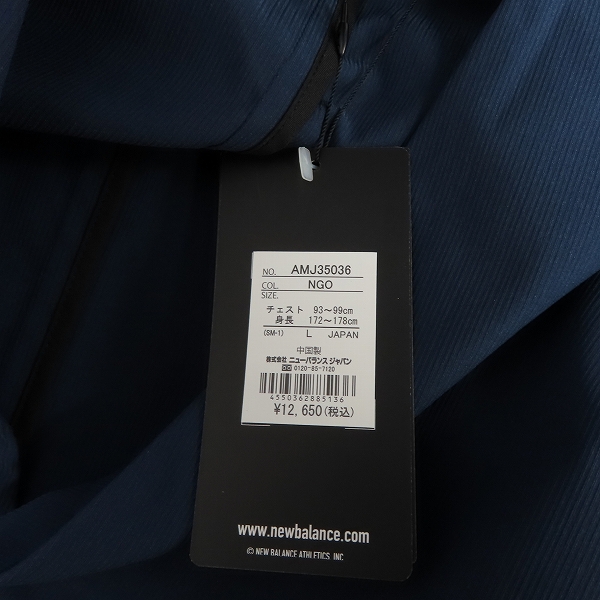 NO. AMJ35036
COL. NGO
SIZE.
チェスト 93～99cm
身長 172～178cm
(SM-1) L JAPAN
中国製
株式会社 ニューバランス ジャパン
0120-85-7120
4550362885136
¥12,650(税込)
www.newbalance.com
© NEW BALANCE ATHLETICS, INC.